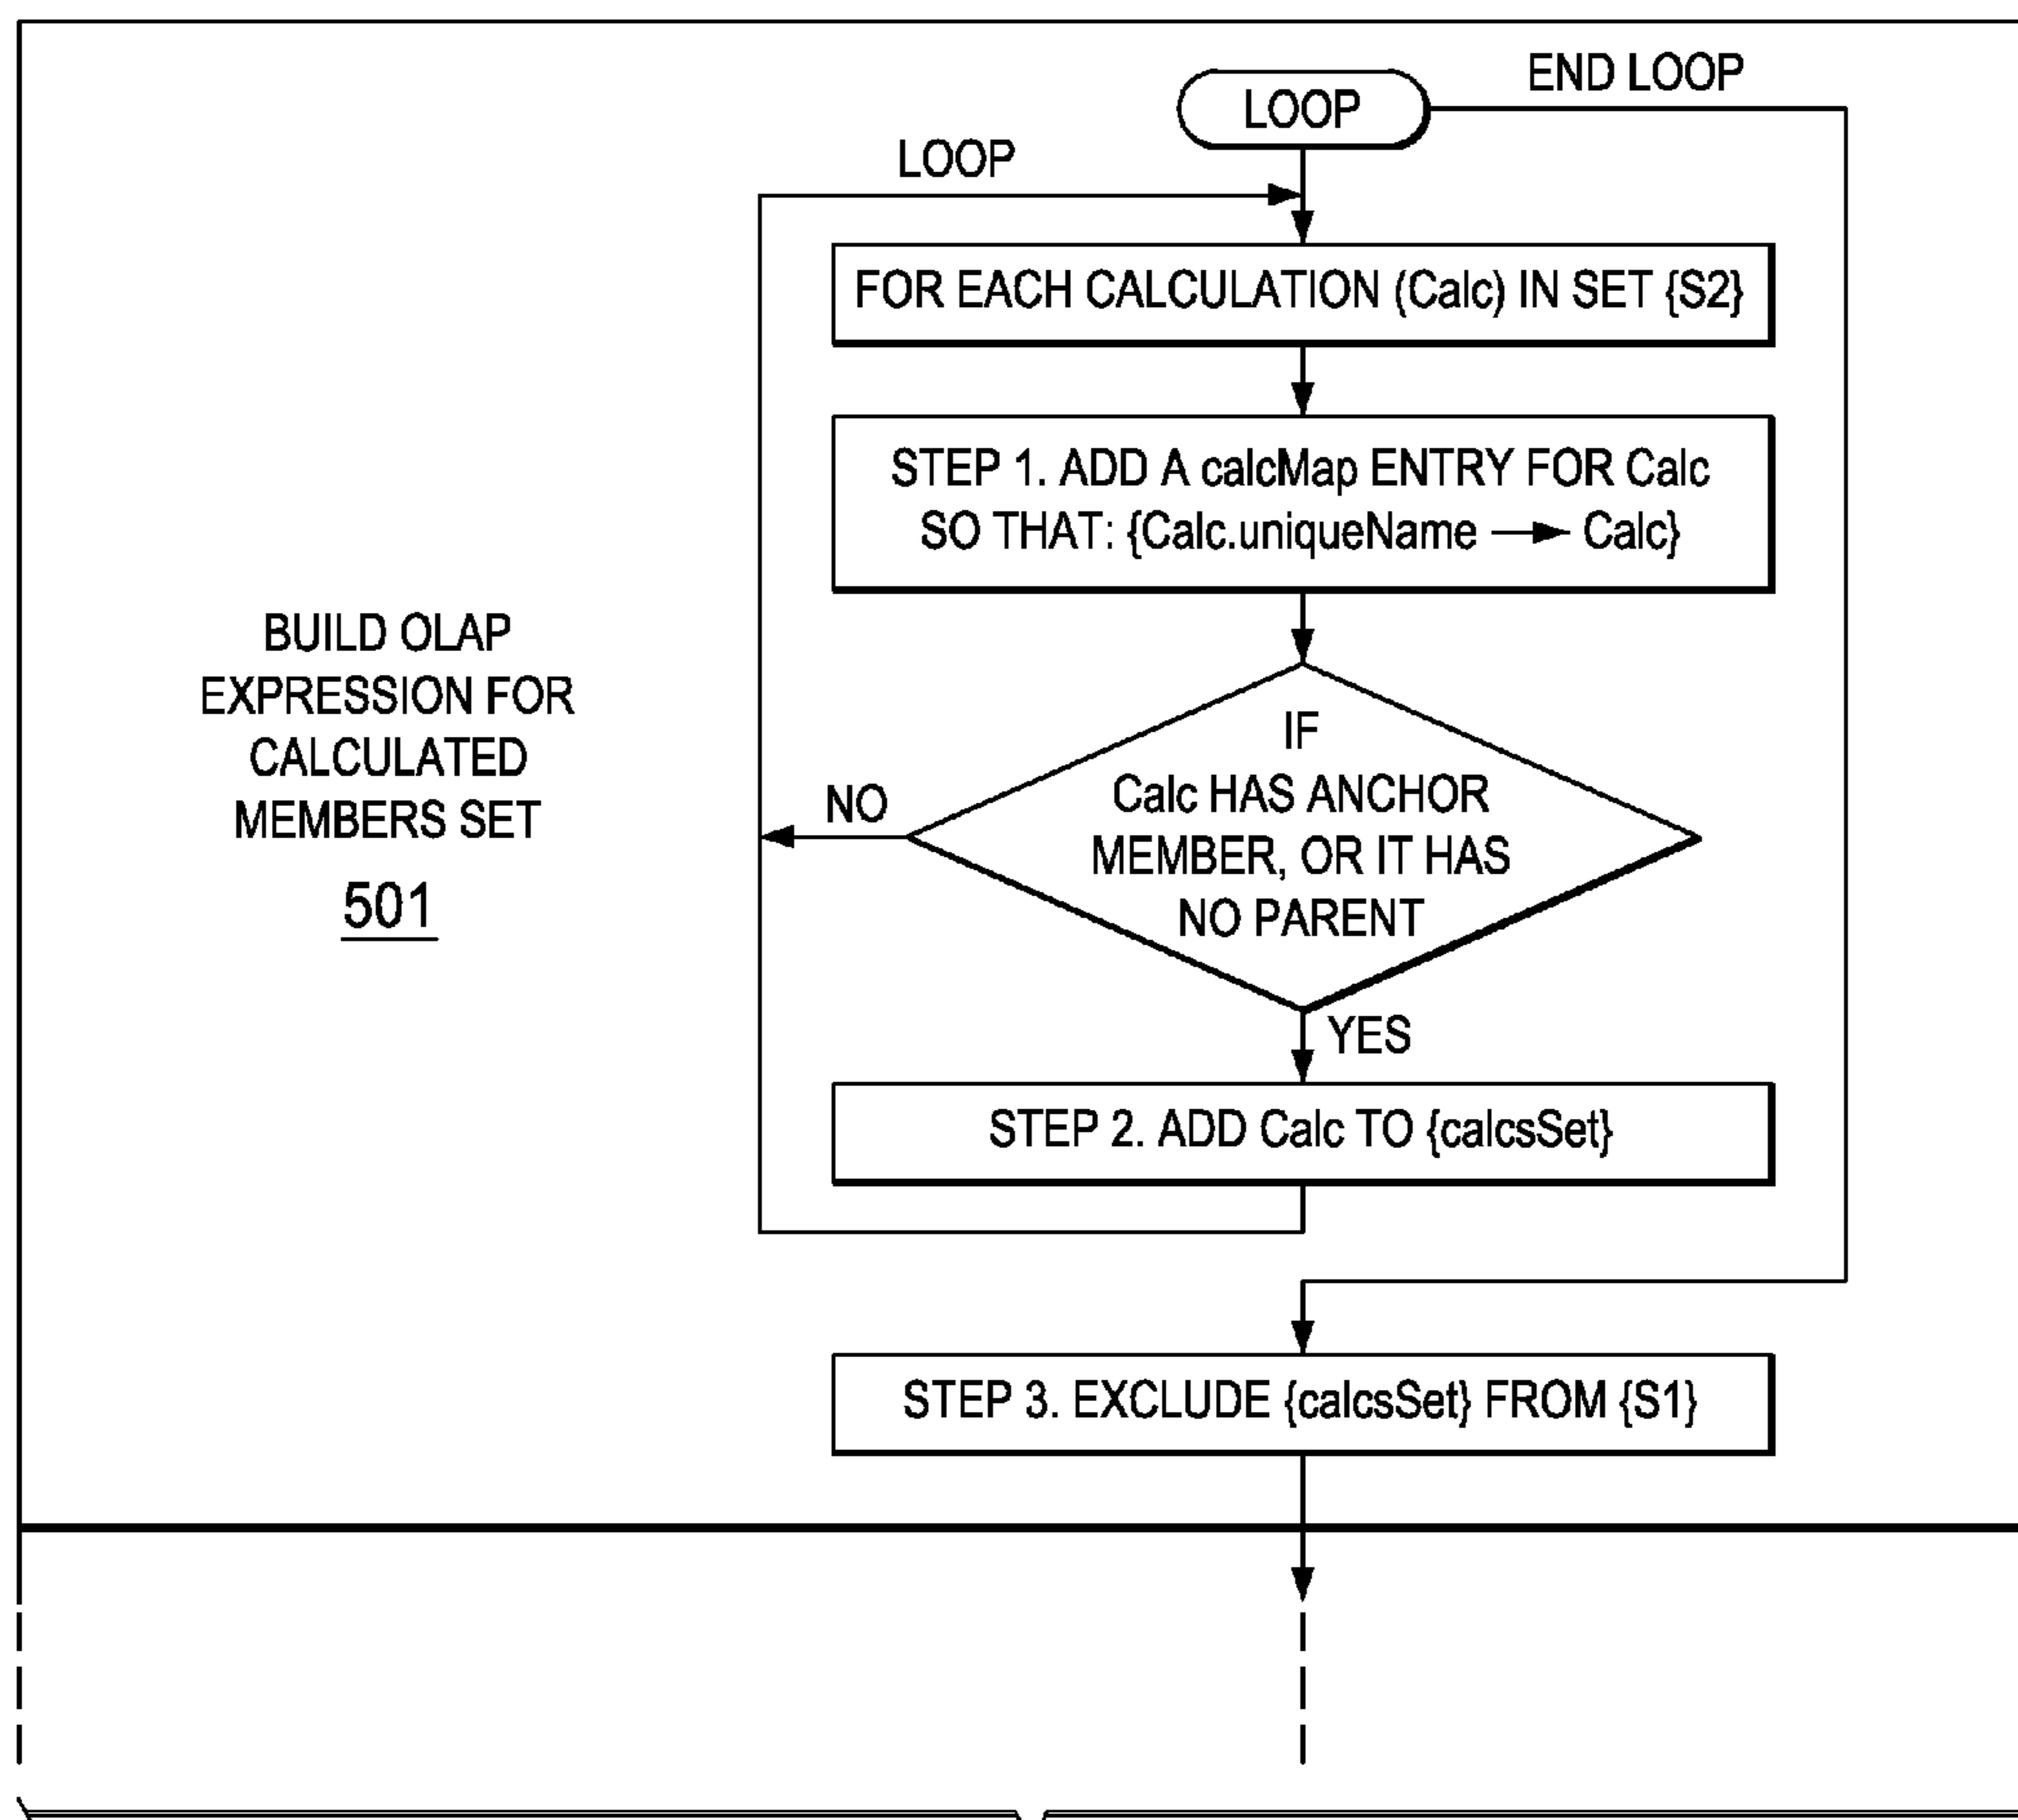 LOOP
END LOOP
LOOP
FOR EACH CALCULATION (Calc) IN SET {S2}
STEP 1. ADD A calcMap ENTRY FOR Calc
SO THAT: {Calc.uniqueName → Calc}
BUILD OLAP
EXPRESSION FOR
CALCULATED
MEMBERS SET
501
IF
Calc HAS ANCHOR
MEMBER, OR IT HAS
NO PARENT
NO
YES
STEP 2. ADD Calc TO {calcsSet}
STEP 3. EXCLUDE {calcsSet} FROM {S1}